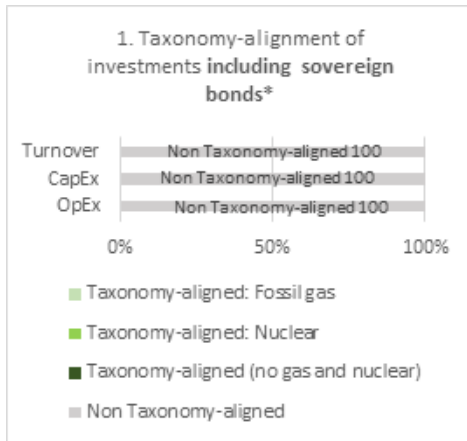 1. Taxonomy-alignment of
investments including sovereign
bonds*
Turnover
Non Taxonomy-aligned 100
CapEx
Non Taxonomy-aligned 100
OpEx
Non Taxonomy-aligned 100
0% 50% 100%
Taxonomy-aligned: Fossil gas
Taxonomy-aligned: Nuclear
Taxonomy-aligned (no gas and nuclear)
Non Taxonomy-aligned